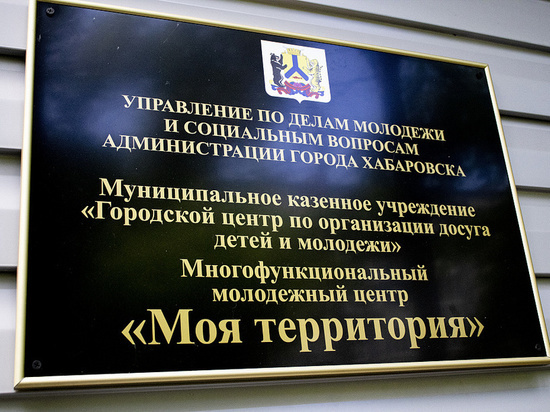 УПРАВЛЕНИЕ ПО ДЕЛАМ МОЛОДЕЖИ
И СОЦИАЛЬНЫМ ВОПРОСАМ
АДМИНИСТРАЦИИ ГОРОДА ХАБАРОВСКА
Муниципальное казенное учреждение
«Городской центр по организации досуга
детей и молодежи»
Многофункциональный
молодежный центр
«Моя территория»